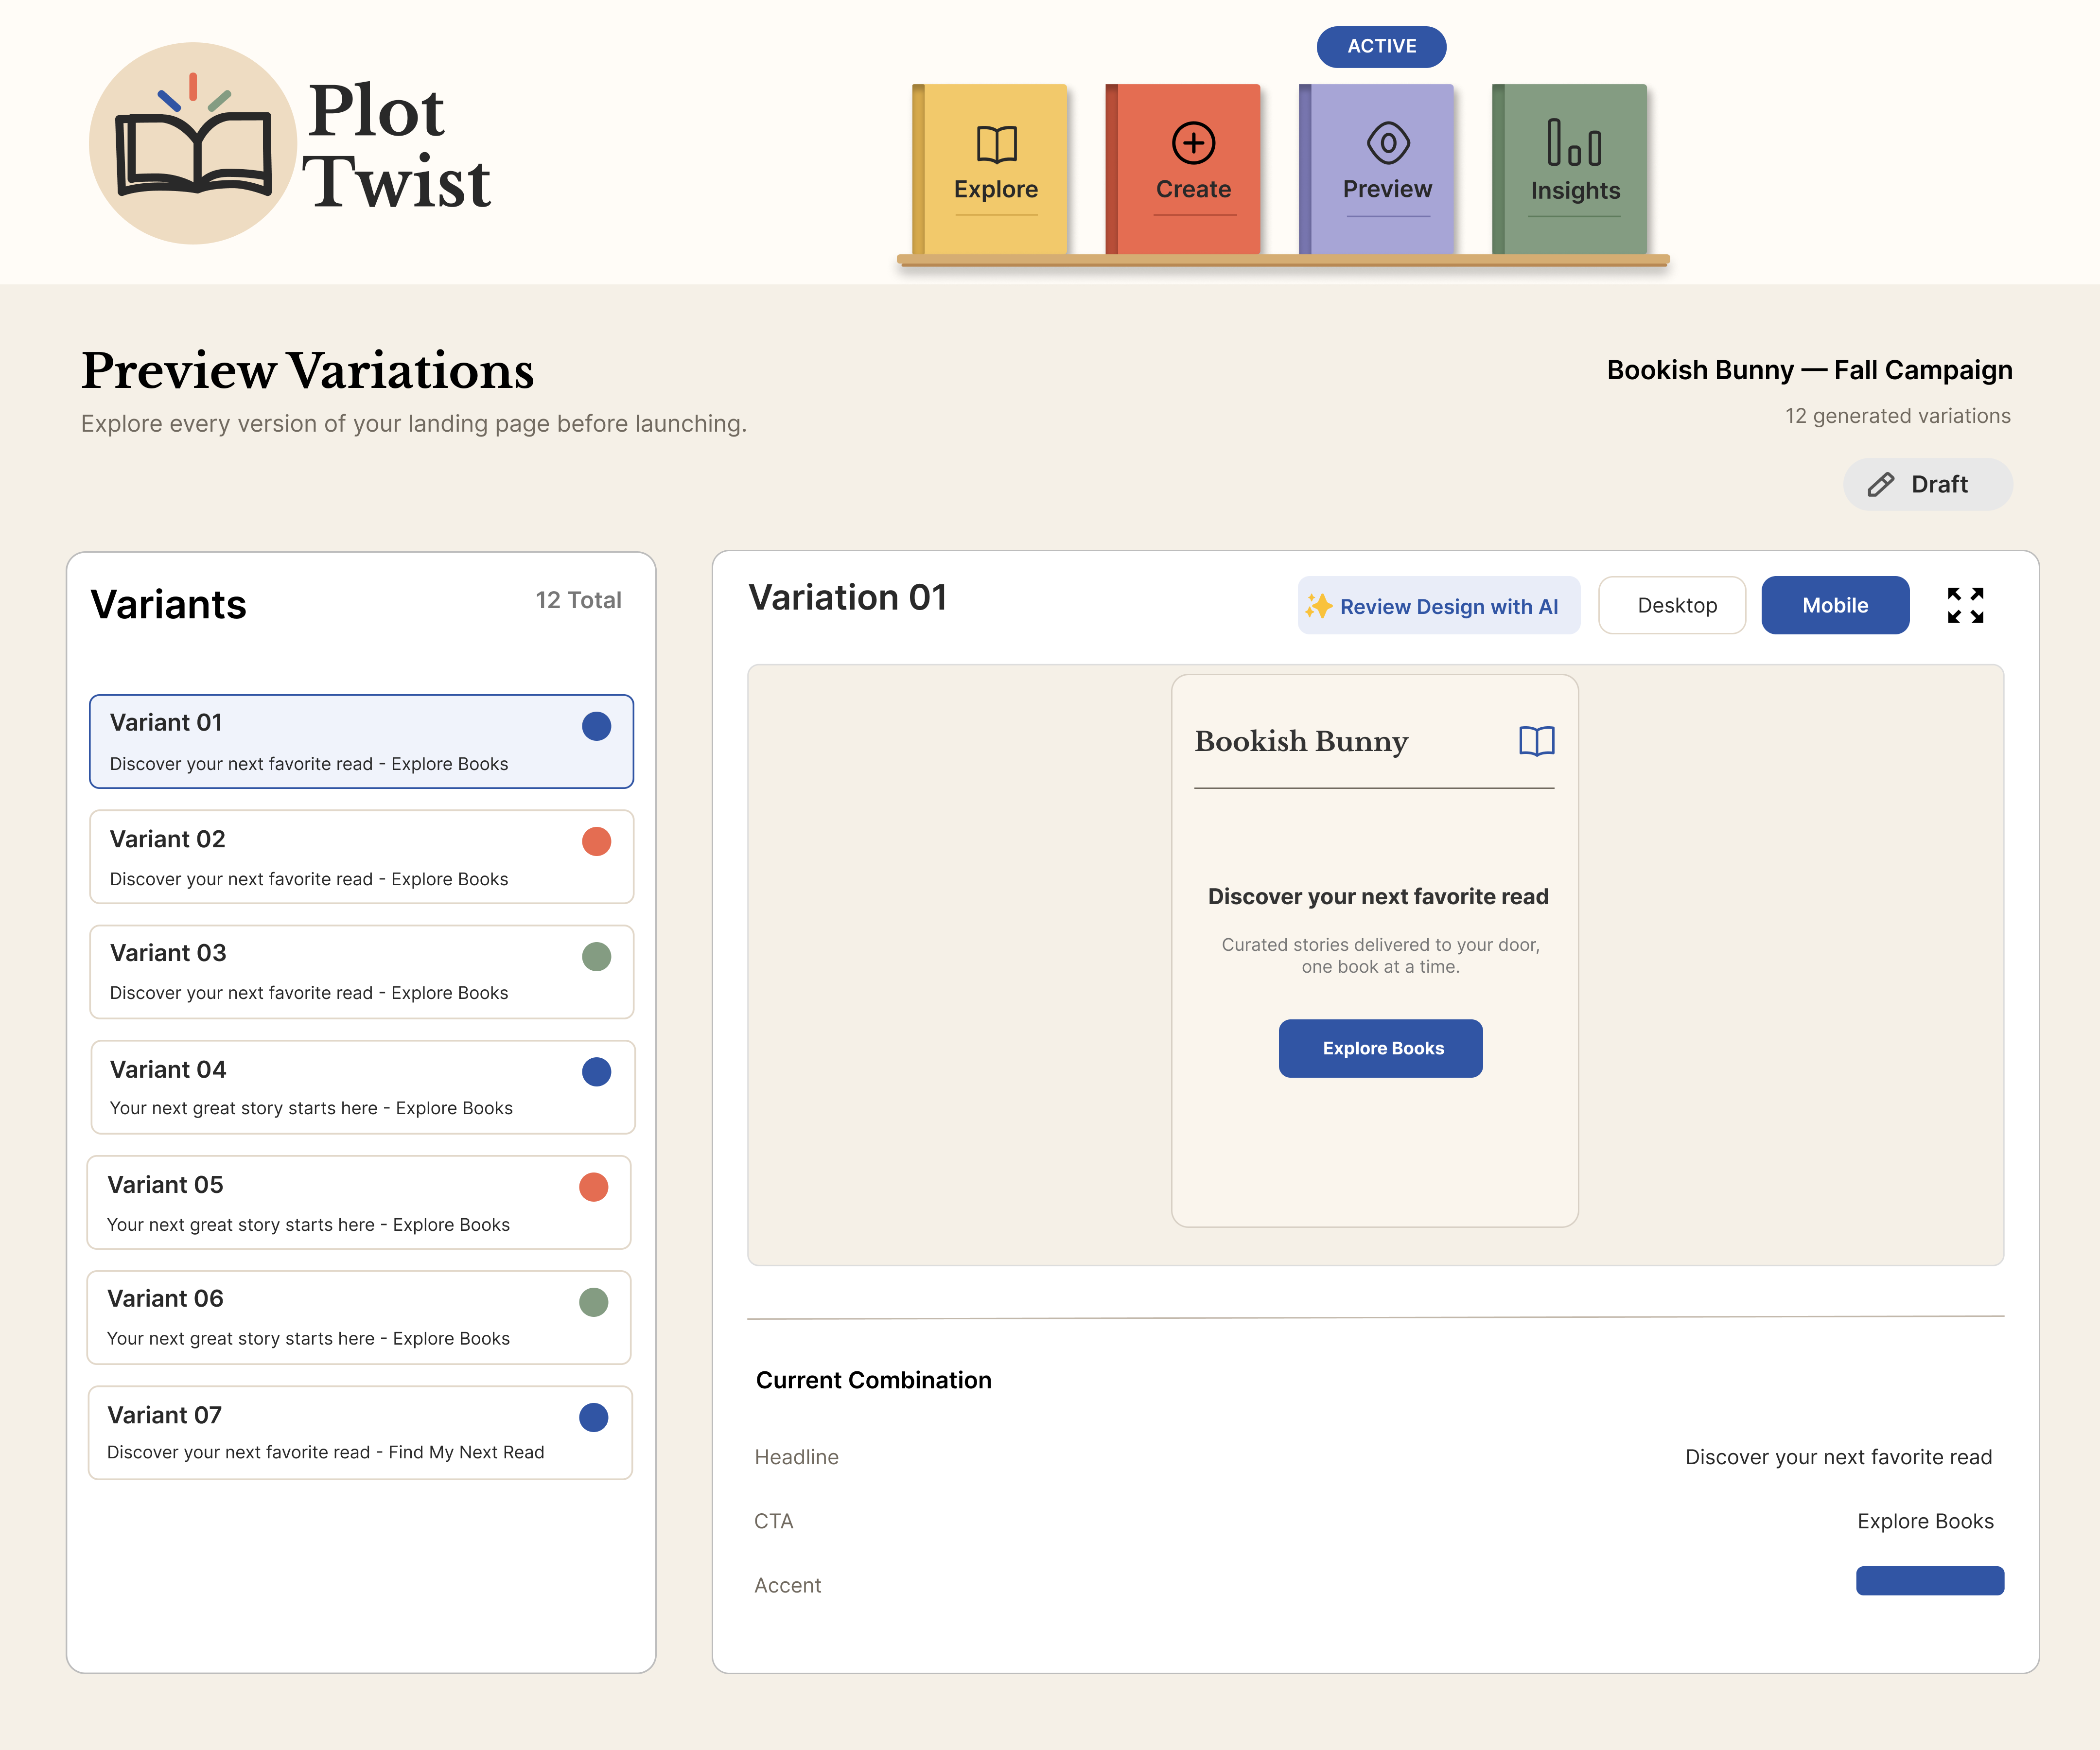 Plot
Twist
ACTIVE
Explore
Create
Preview
Insights
Preview Variations
Explore every version of your landing page before launching.
Bookish Bunny — Fall Campaign
12 generated variations
Draft
Variants
12 Total
Variant 01
Discover your next favorite read - Explore Books
Variant 02
Discover your next favorite read - Explore Books
Variant 03
Discover your next favorite read - Explore Books
Variant 04
Your next great story starts here - Explore Books
Variant 05
Your next great story starts here - Explore Books
Variant 06
Your next great story starts here - Explore Books
Variant 07
Discover your next favorite read - Find My Next Read
Variation 01
✨ Review Design with AI
Desktop
Mobile
Bookish Bunny
Discover your next favorite read
Curated stories delivered to your door,
one book at a time.
Explore Books
Current Combination
Headline
Discover your next favorite read
CTA
Explore Books
Accent